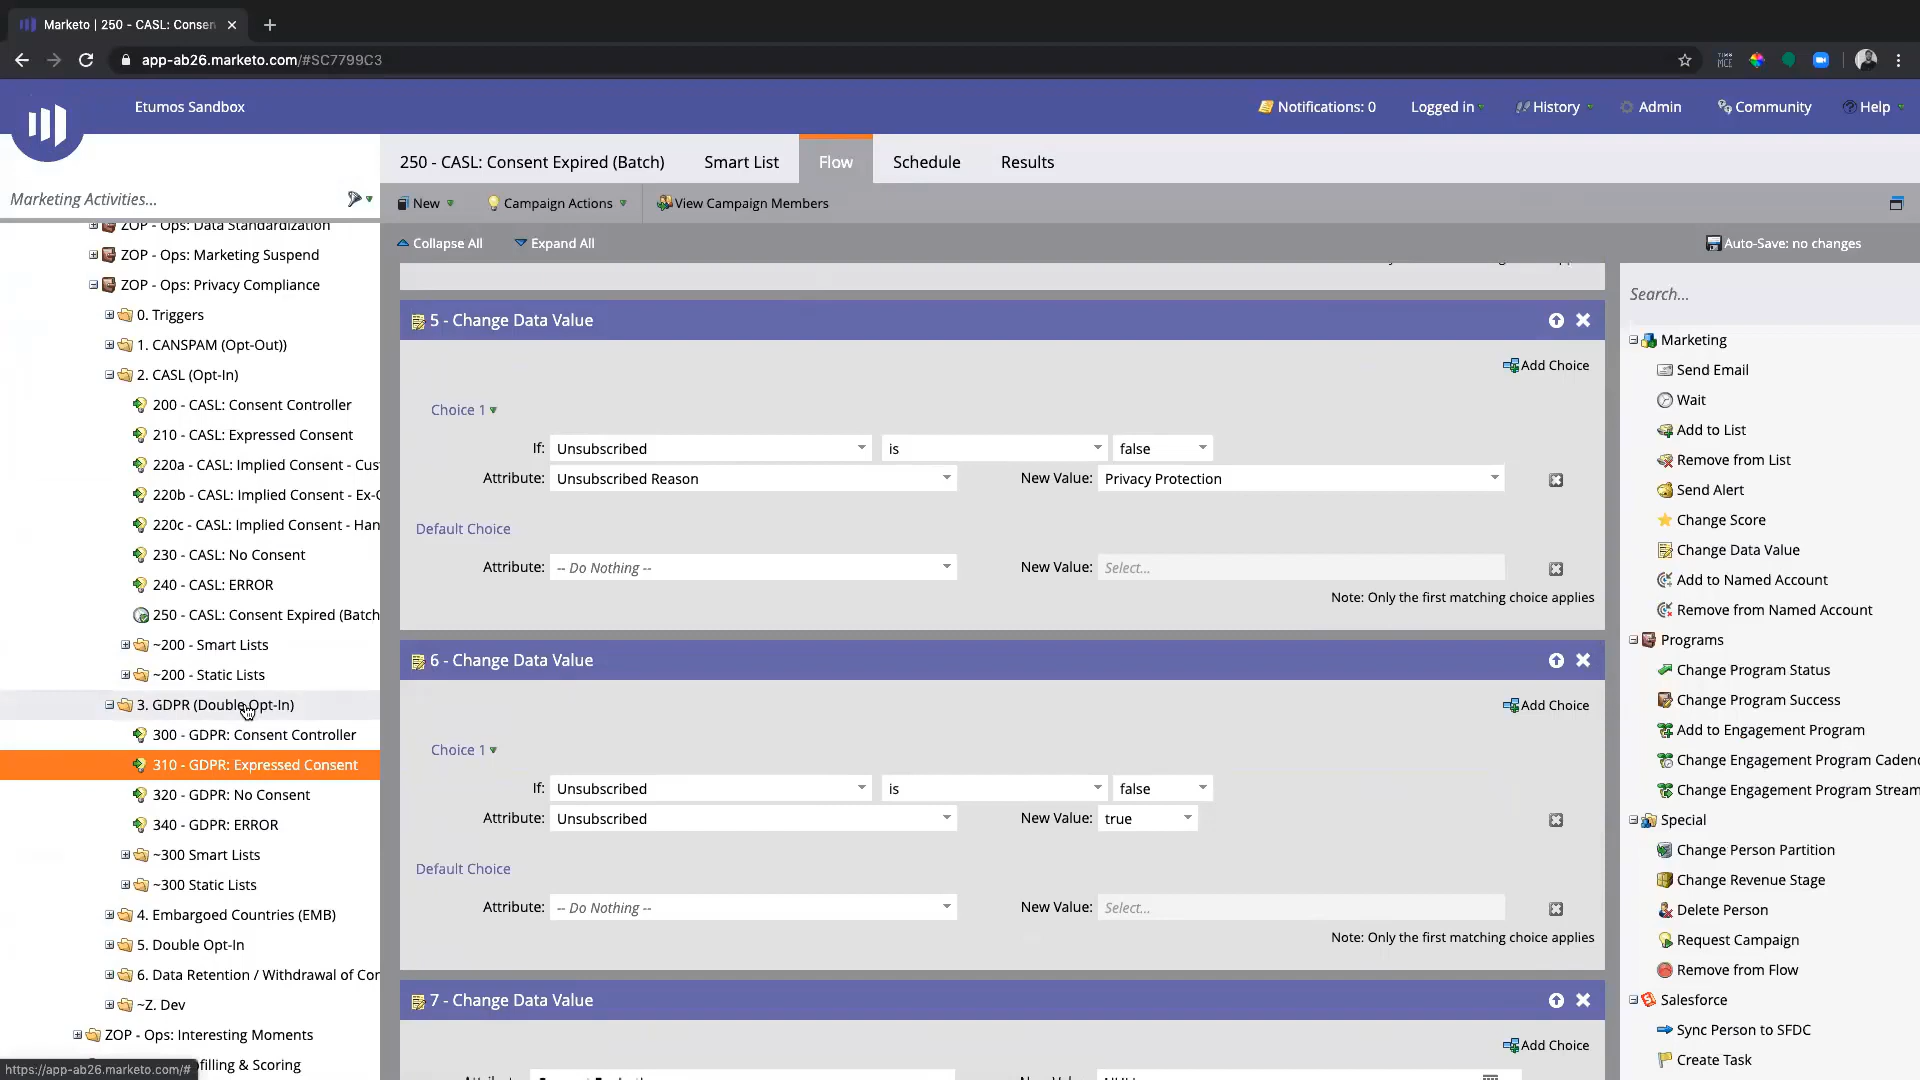 Marketo | 250 - CASL: Consen
app-ab26.marketo.com/#SC7799C3
Etumos Sandbox
Notifications: 0
Logged in
History
Admin
Community
Help
250 - CASL: Consent Expired (Batch)
Smart List
Flow
Schedule
Results
Marketing Activities...
New
Campaign Actions
View Campaign Members
Collapse All
Expand All
Auto-Save: no changes
ZOP - Ops: Data Standardization
ZOP - Ops: Marketing Suspend
ZOP - Ops: Privacy Compliance
0. Triggers
1. CANSPAM (Opt-Out))
2. CASL (Opt-In)
200 - CASL: Consent Controller
210 - CASL: Expressed Consent
220a - CASL: Implied Consent - Cus
220b - CASL: Implied Consent - Ex-C
220c - CASL: Implied Consent - Han
230 - CASL: No Consent
240 - CASL: ERROR
250 - CASL: Consent Expired (Batch
~200 - Smart Lists
~200 - Static Lists
3. GDPR (Double Opt-In)
300 - GDPR: Consent Controller
310 - GDPR: Expressed Consent
320 - GDPR: No Consent
340 - GDPR: ERROR
~300 Smart Lists
~300 Static Lists
4. Embargoed Countries (EMB)
5. Double Opt-In
6. Data Retention / Withdrawal of Cor
~Z. Dev
ZOP - Ops: Interesting Moments
filling & Scoring
https://app-ab26.marketo.com/#
5 - Change Data Value
Add Choice
Choice 1
If: Unsubscribed is false
Attribute: Unsubscribed Reason New Value: Privacy Protection
Default Choice
Attribute: -- Do Nothing -- New Value: Select...
Note: Only the first matching choice applies
6 - Change Data Value
Add Choice
Choice 1
If: Unsubscribed is false
Attribute: Unsubscribed New Value: true
Default Choice
Attribute: -- Do Nothing -- New Value: Select...
Note: Only the first matching choice applies
7 - Change Data Value
Add Choice
Search...
Marketing
Send Email
Wait
Add to List
Remove from List
Send Alert
Change Score
Change Data Value
Add to Named Account
Remove from Named Account
Programs
Change Program Status
Change Program Success
Add to Engagement Program
Change Engagement Program Cadenc
Change Engagement Program Stream
Special
Change Person Partition
Change Revenue Stage
Delete Person
Request Campaign
Remove from Flow
Salesforce
Sync Person to SFDC
Create Task